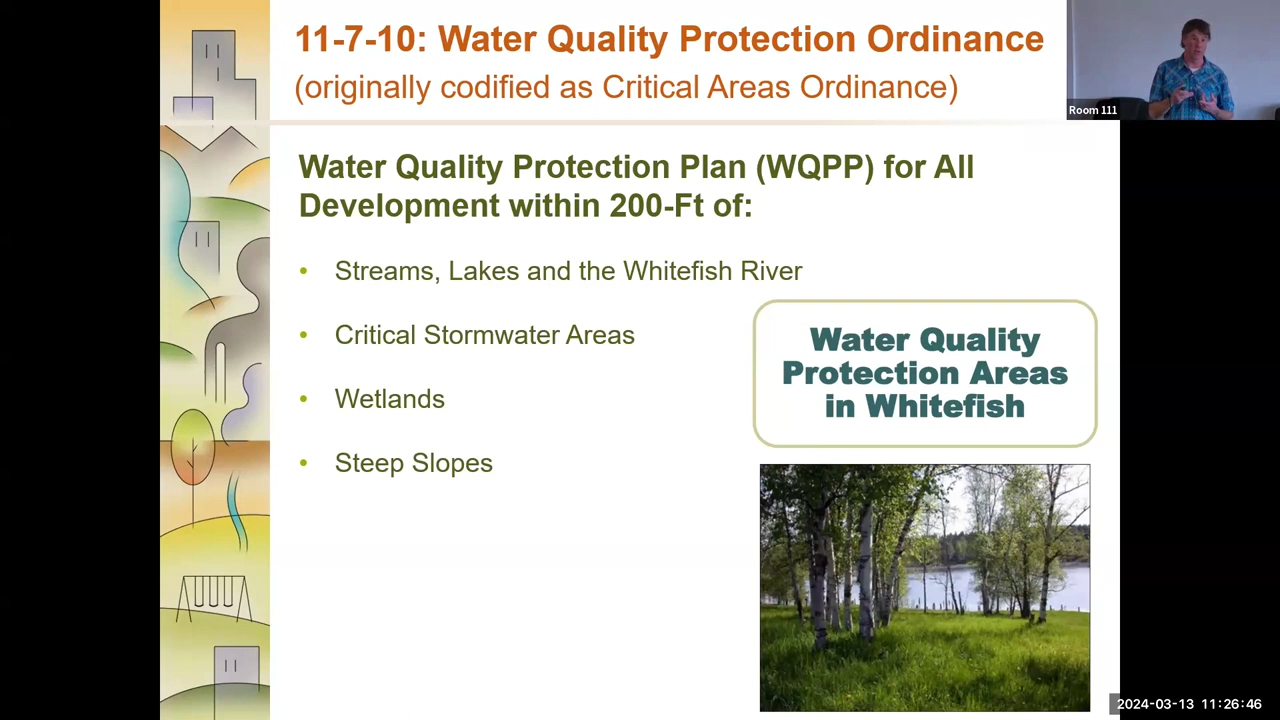 11-7-10: Water Quality Protection Ordinance
(originally codified as Critical Areas Ordinance)
Room 111
Water Quality Protection Plan (WQPP) for All
Development within 200-Ft of:
• Streams, Lakes and the Whitefish River
• Critical Stormwater Areas
• Wetlands
• Steep Slopes
Water Quality
Protection Areas
in Whitefish
2024-03-13 11:26:46